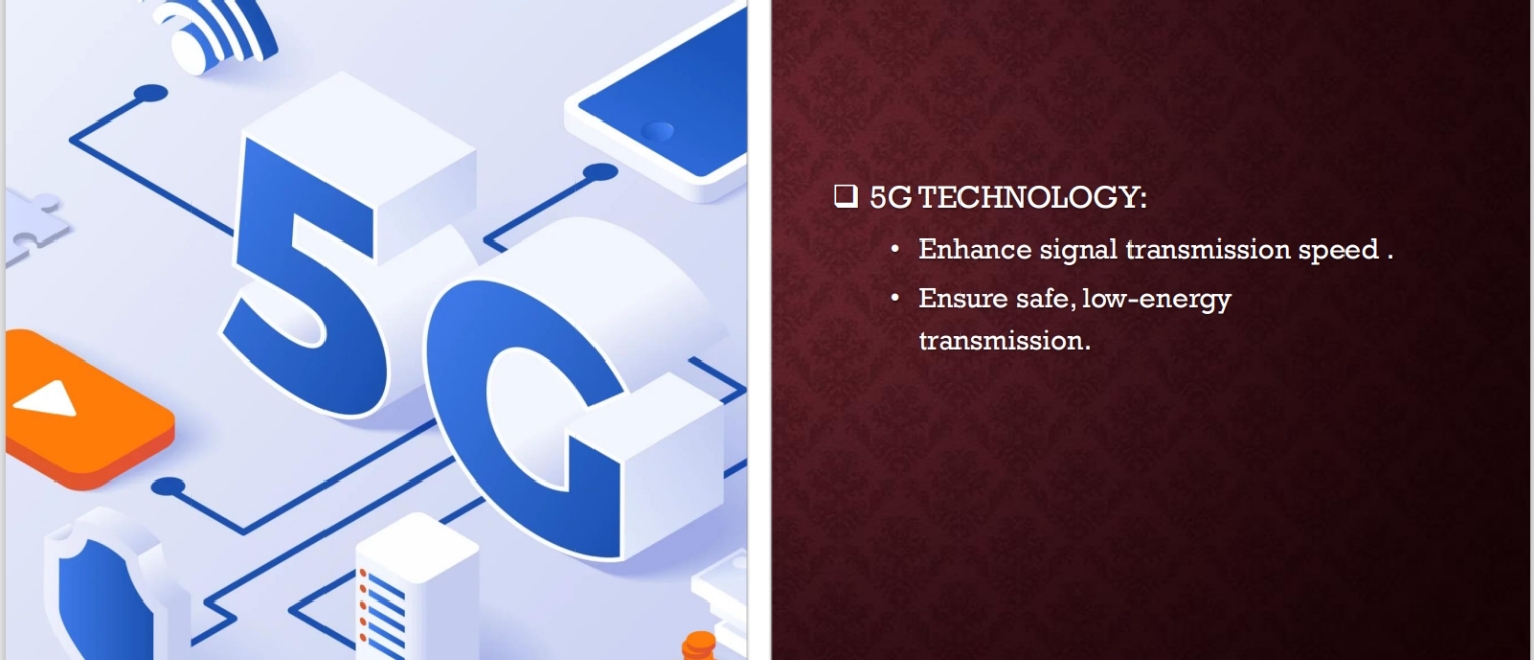 5G
❑ 5G TECHNOLOGY:
• Enhance signal transmission speed .
• Ensure safe, low-energy
transmission.